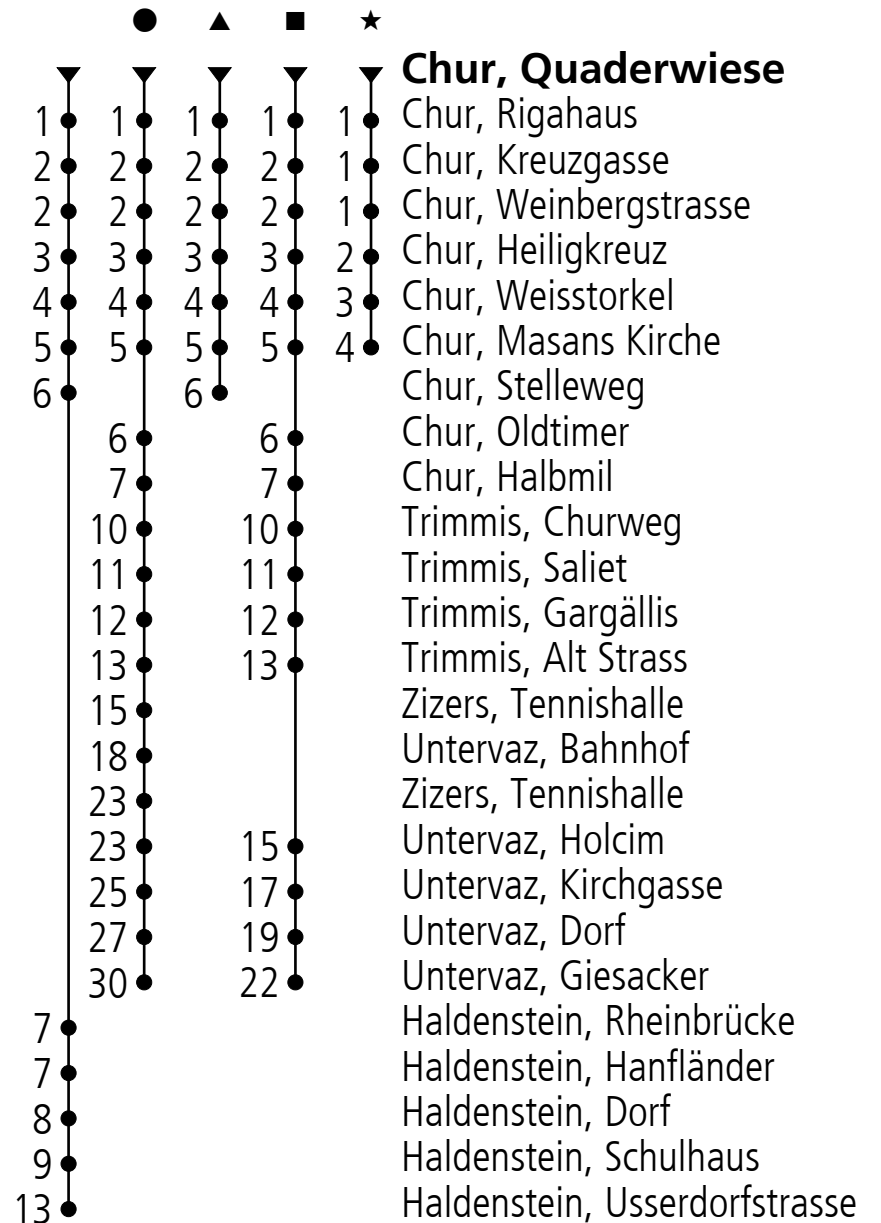 Chur, Quaderwiese
1 1 1 1 1 Chur, Rigahaus
2 2 2 2 1 Chur, Kreuzgasse
2 2 2 2 1 Chur, Weinbergstrasse
3 3 3 3 2 Chur, Heiligkreuz
4 4 4 4 3 Chur, Weisstorkel
5 5 5 5 4 Chur, Masans Kirche
6 6 Chur, Stelleweg
6 6 Chur, Oldtimer
7 7 Chur, Halbmil
10 10 Trimmis, Churweg
11 11 Trimmis, Saliet
12 12 Trimmis, Gargällis
13 13 Trimmis, Alt Strass
15 Zizers, Tennishalle
18 Untervaz, Bahnhof
23 Zizers, Tennishalle
23 15 Untervaz, Holcim
25 17 Untervaz, Kirchgasse
27 19 Untervaz, Dorf
30 22 Untervaz, Giesacker
7 Haldenstein, Rheinbrücke
7 Haldenstein, Hanfländer
8 Haldenstein, Dorf
9 Haldenstein, Schulhaus
13 Haldenstein, Usserdorfstrasse